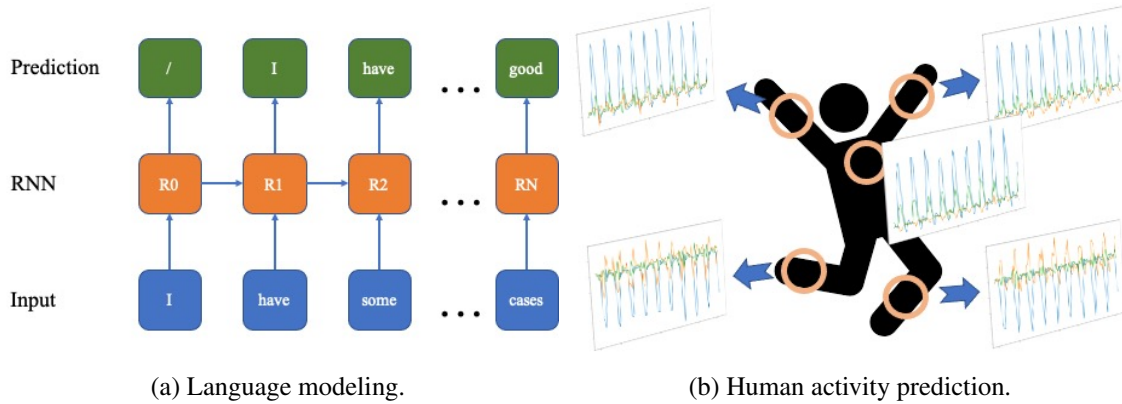 Prediction / I have ... good
RNN R0 R1 R2 ... RN
Input I have some ... cases
(a) Language modeling.
(b) Human activity prediction.